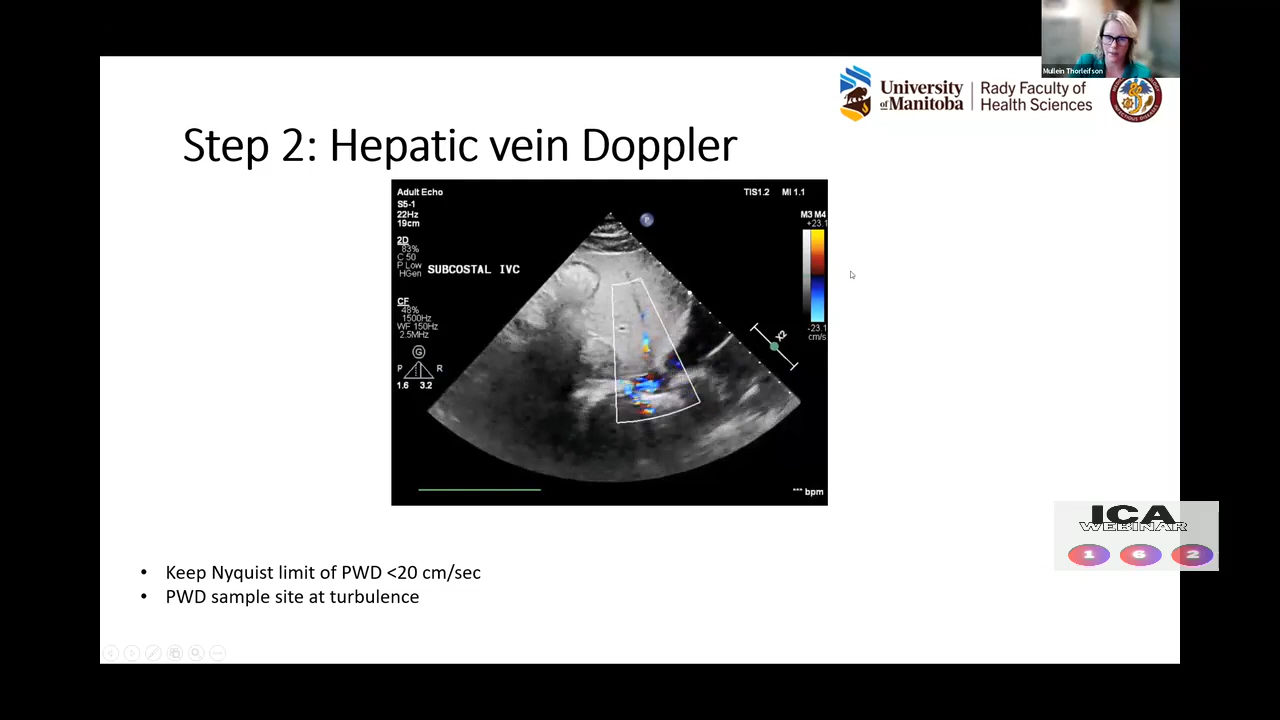 Mullein Thorleifson
University
of Manitoba
Rady Faculty of
Health Sciences
Step 2: Hepatic vein Doppler
Adult Echo
TIS1.2 MI 1.1
S5-1
22Hz
19cm
M3 M4
+23.1
2D
83%
C 50
P Low
HGen
SUBCOSTAL IVC
P
CF
48%
1500Hz
WF 150Hz
2.5MHz
-23.1
cm/s
X2
G
P R
1.6 3.2
*** bpm
ICA
WEBINAR
1 6 2
• Keep Nyquist limit of PWD <20 cm/sec
• PWD sample site at turbulence